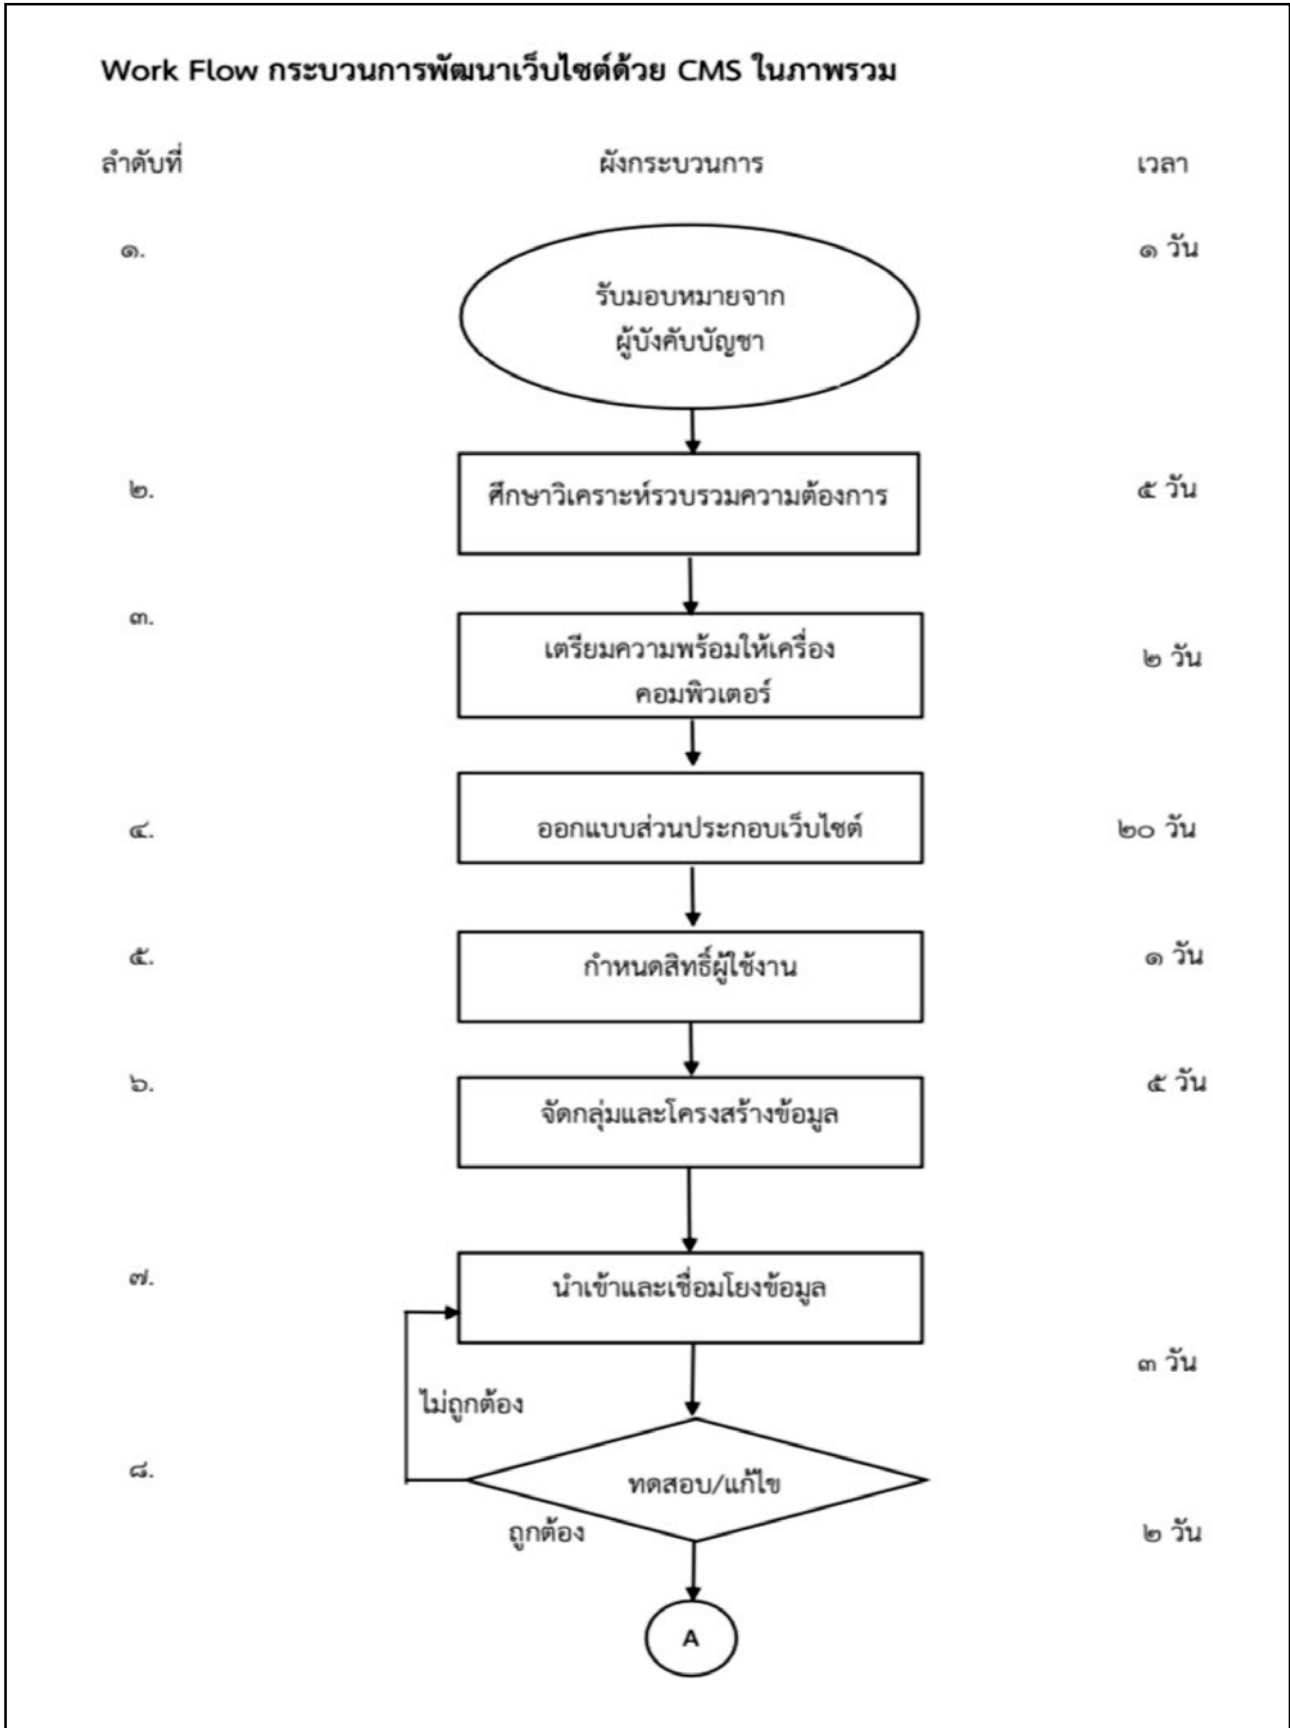 Work Flow กระบวนการพัฒนาเว็บไซต์ด้วย CMS ในภาพรวม
ลำดับที่ ผังกระบวนการ เวลา
๑. ๑ วัน
รับมอบหมายจาก
ผู้บังคับบัญชา
๒. ศึกษาวิเคราะห์รวบรวมความต้องการ ๕ วัน
๓.
เตรียมความพร้อมให้เครื่อง ๒ วัน
คอมพิวเตอร์
๔. ออกแบบส่วนประกอบเว็บไซต์ ๒๐ วัน
๕. กำหนดสิทธิ์ผู้ใช้งาน ๑ วัน
๖. ๕ วัน
จัดกลุ่มและโครงสร้างข้อมูล
๗. นำเข้าและเชื่อมโยงข้อมูล
๓ วัน
ไม่ถูกต้อง
๘. ทดสอบ/แก้ไข
ถูกต้อง ๒ วัน
A